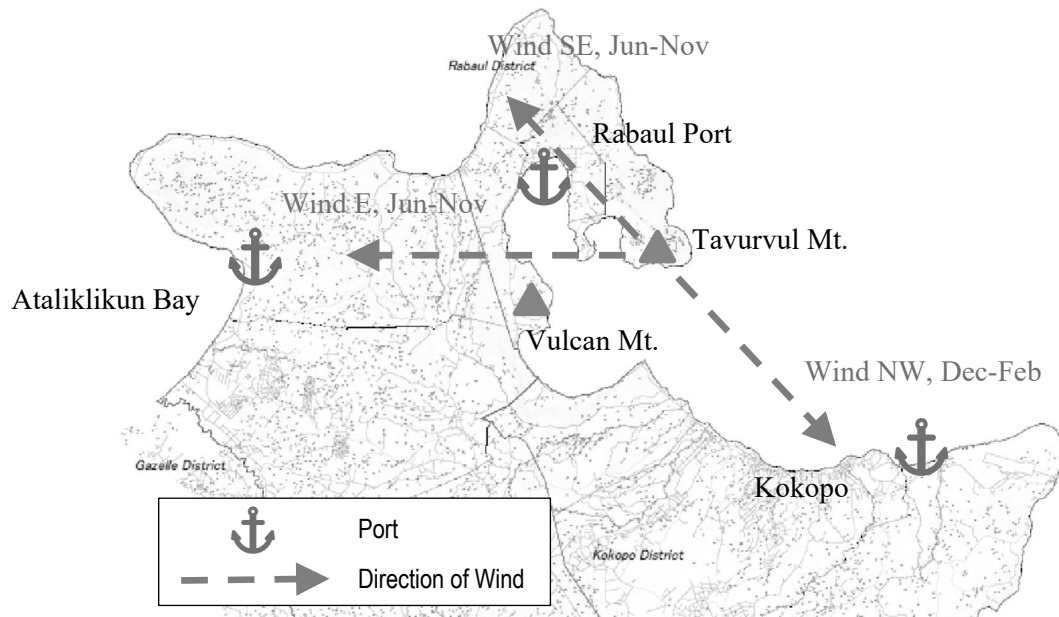 Wind SE, Jun-Nov
Rabaul District
Rabaul Port
Wind E, Jun-Nov
Tavurvul Mt.
Ataliklikun Bay
Vulcan Mt.
Wind NW, Dec-Feb
Gazelle District
Kokopo
Port
Kokopo District
Direction of Wind